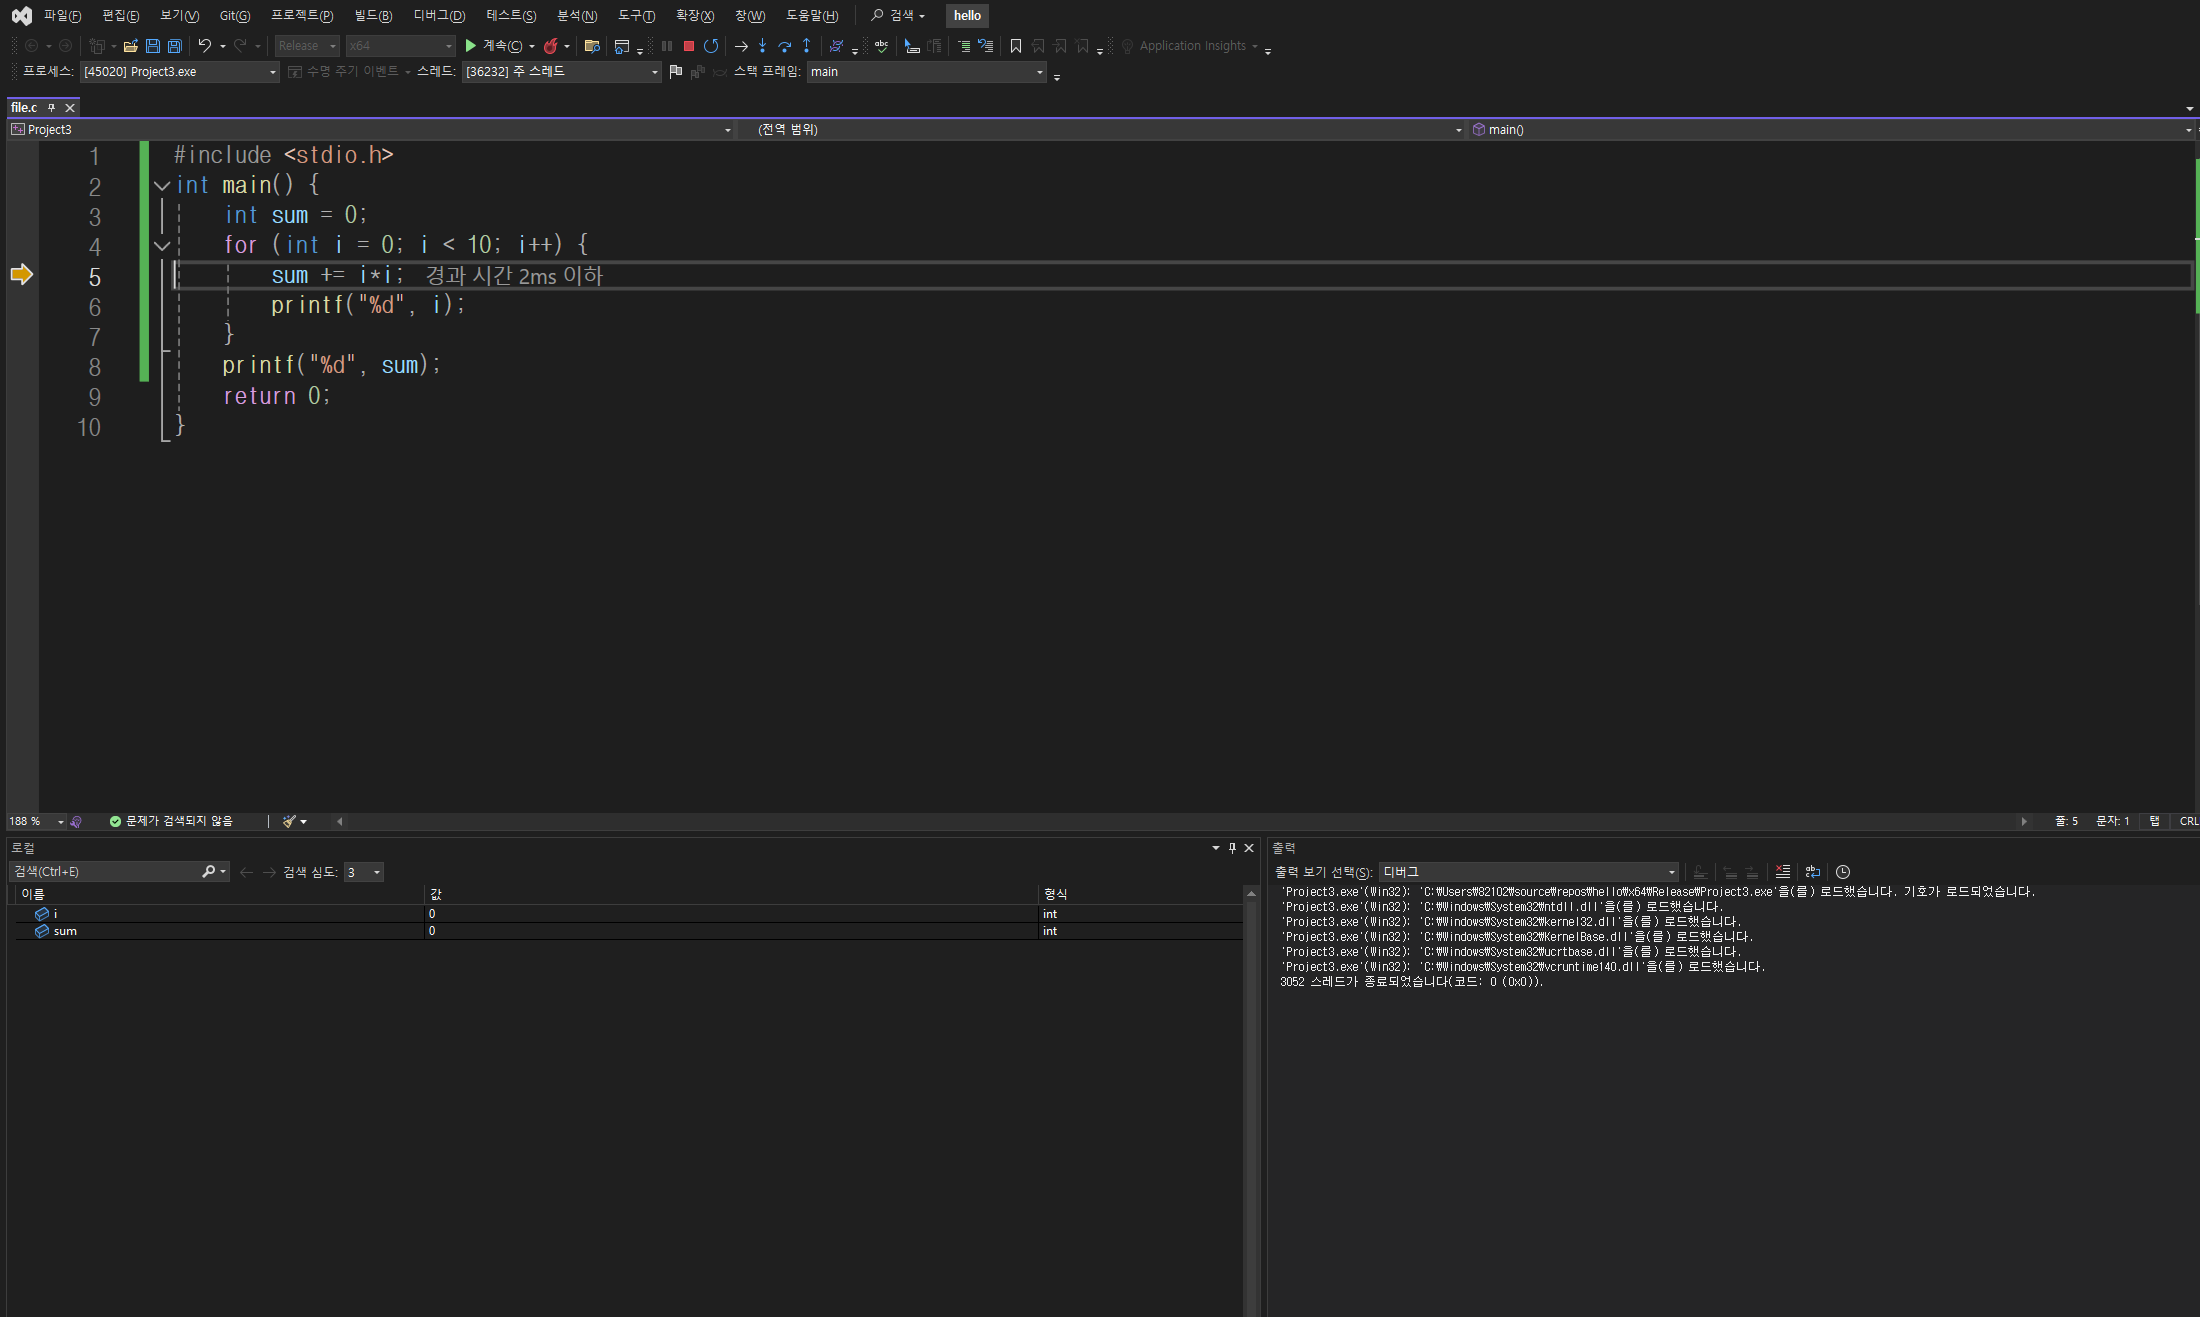 파일(F) 편집(E) 보기(V) Git(G) 프로젝트(P) 빌드(B) 디버그(D) 테스트(S) 분석(N) 도구(T) 확장(X) 창(W) 도움말(H) 검색 hello
Release x64 계속(C) Application Insights
프로세스: [45020] Project3.exe 수명 주기 이벤트 스레드: [36232] 주 스레드 스택 프레임: main
file.c
Project3 (전역 범위) main()
1 #include <stdio.h>
2 int main() {
3 int sum = 0;
4 for (int i = 0; i < 10; i++) {
5 sum += i*i; 경과 시간 2ms 이하
6 printf("%d", i);
7 }
8 printf("%d", sum);
9 return 0;
10 }
188 % 문제가 검색되지 않음 줄: 5 문자: 1 탭 CRL
로컬
검색(Ctrl+E) 검색 심도: 3
이름 값 형식
i 0 int
sum 0 int
출력
출력 보기 선택(S): 디버그
'Project3.exe'(Win32): 'C:₩Users₩82102₩source₩repos₩hello₩x64₩Release₩Project3.exe'을(를) 로드했습니다. 기호가 로드되었습니다.
'Project3.exe'(Win32): 'C:₩Windows₩System32₩ntdll.dll'을(를) 로드했습니다.
'Project3.exe'(Win32): 'C:₩Windows₩System32₩kernel32.dll'을(를) 로드했습니다.
'Project3.exe'(Win32): 'C:₩Windows₩System32₩KernelBase.dll'을(를) 로드했습니다.
'Project3.exe'(Win32): 'C:₩Windows₩System32₩ucrtbase.dll'을(를) 로드했습니다.
'Project3.exe'(Win32): 'C:₩Windows₩System32₩vcruntime140.dll'을(를) 로드했습니다.
3052 스레드가 종료되었습니다(코드: 0 (0x0)).